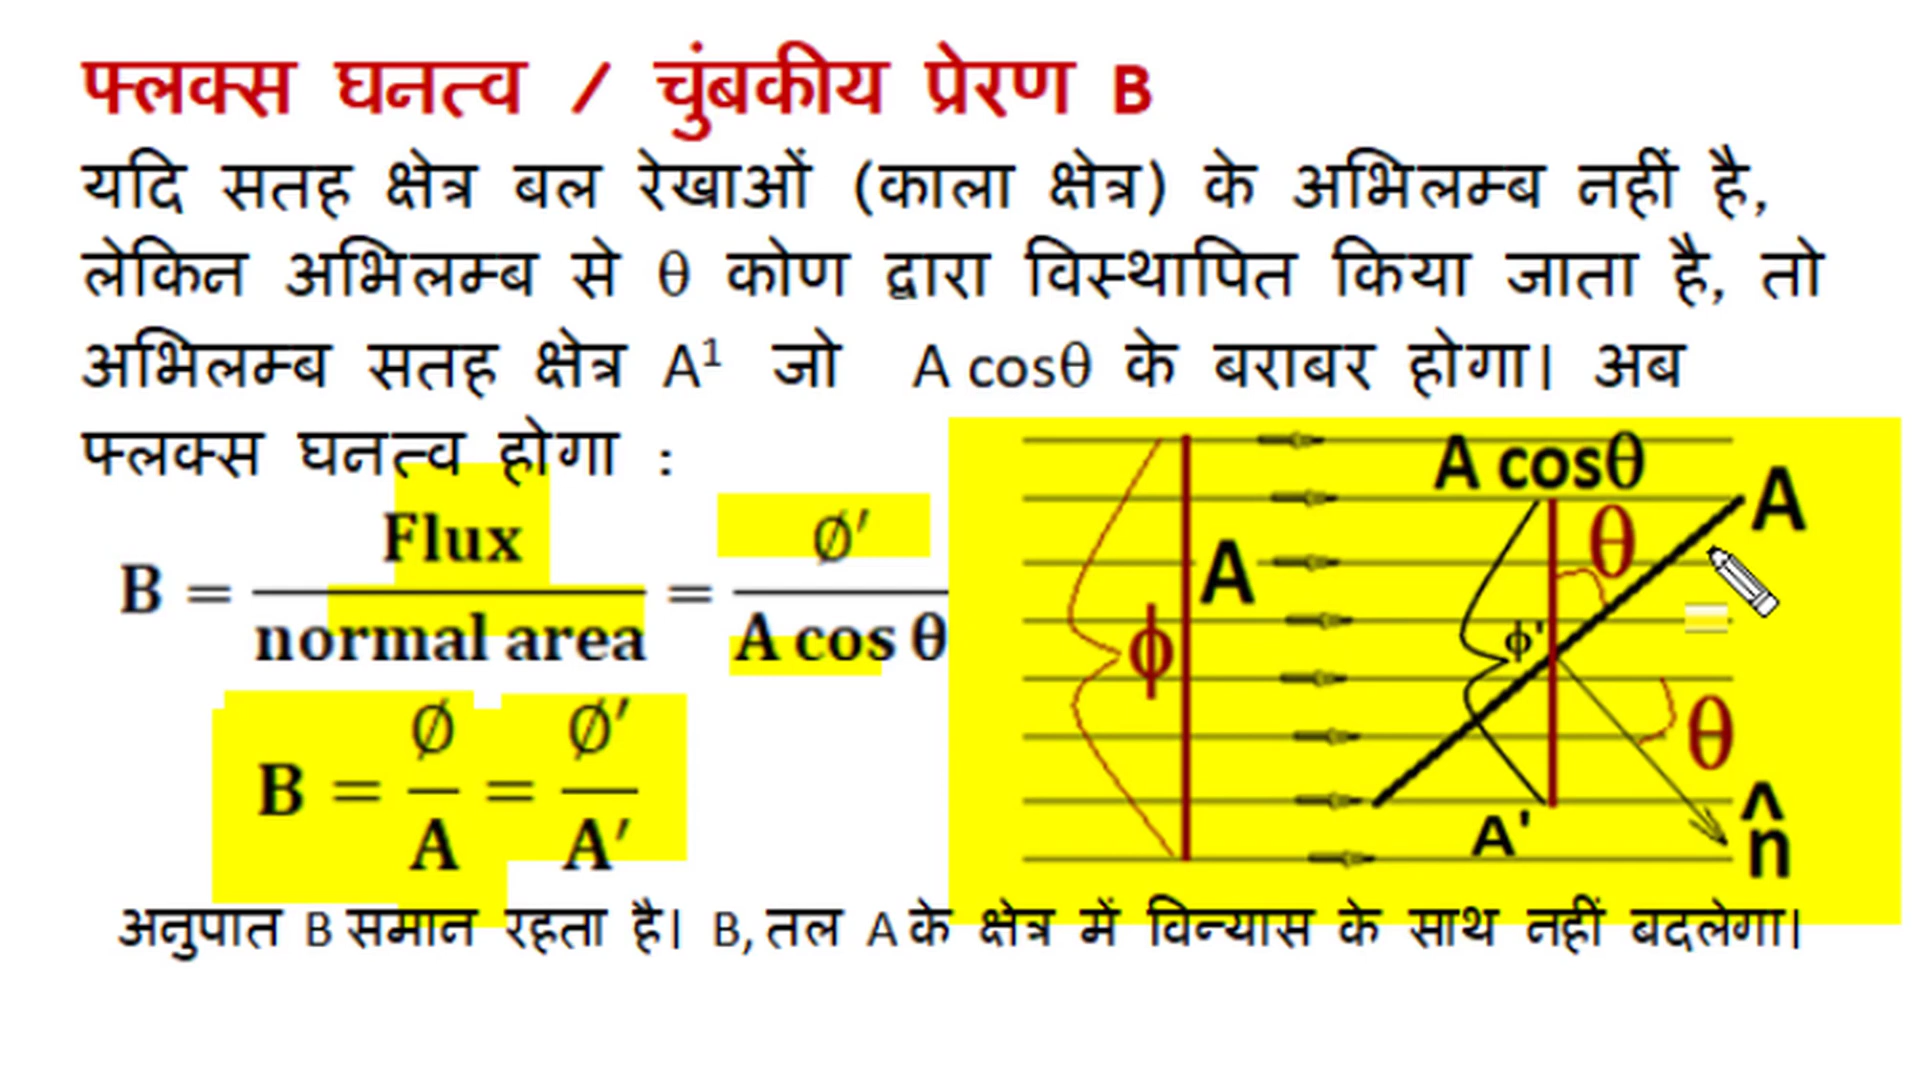 फ्लक्स घनत्व / चुंबकीय प्रेरण B
यदि सतह क्षेत्र बल रेखाओं (काला क्षेत्र) के अभिलम्ब नहीं है,
लेकिन अभिलम्ब से θ कोण द्वारा विस्थापित किया जाता है, तो
अभिलम्ब सतह क्षेत्र A¹ जो A cosθ के बराबर होगा। अब
फ्लक्स घनत्व होगा :
B = Flux / normal area = Ø′ / A cos θ
B = Ø / A = Ø′ / A′
A cosθ
A
θ
A
ϕ
ϕ'
θ
A'
n̂
अनुपात B समान रहता है। B, तल A के क्षेत्र में विन्यास के साथ नहीं बदलेगा।